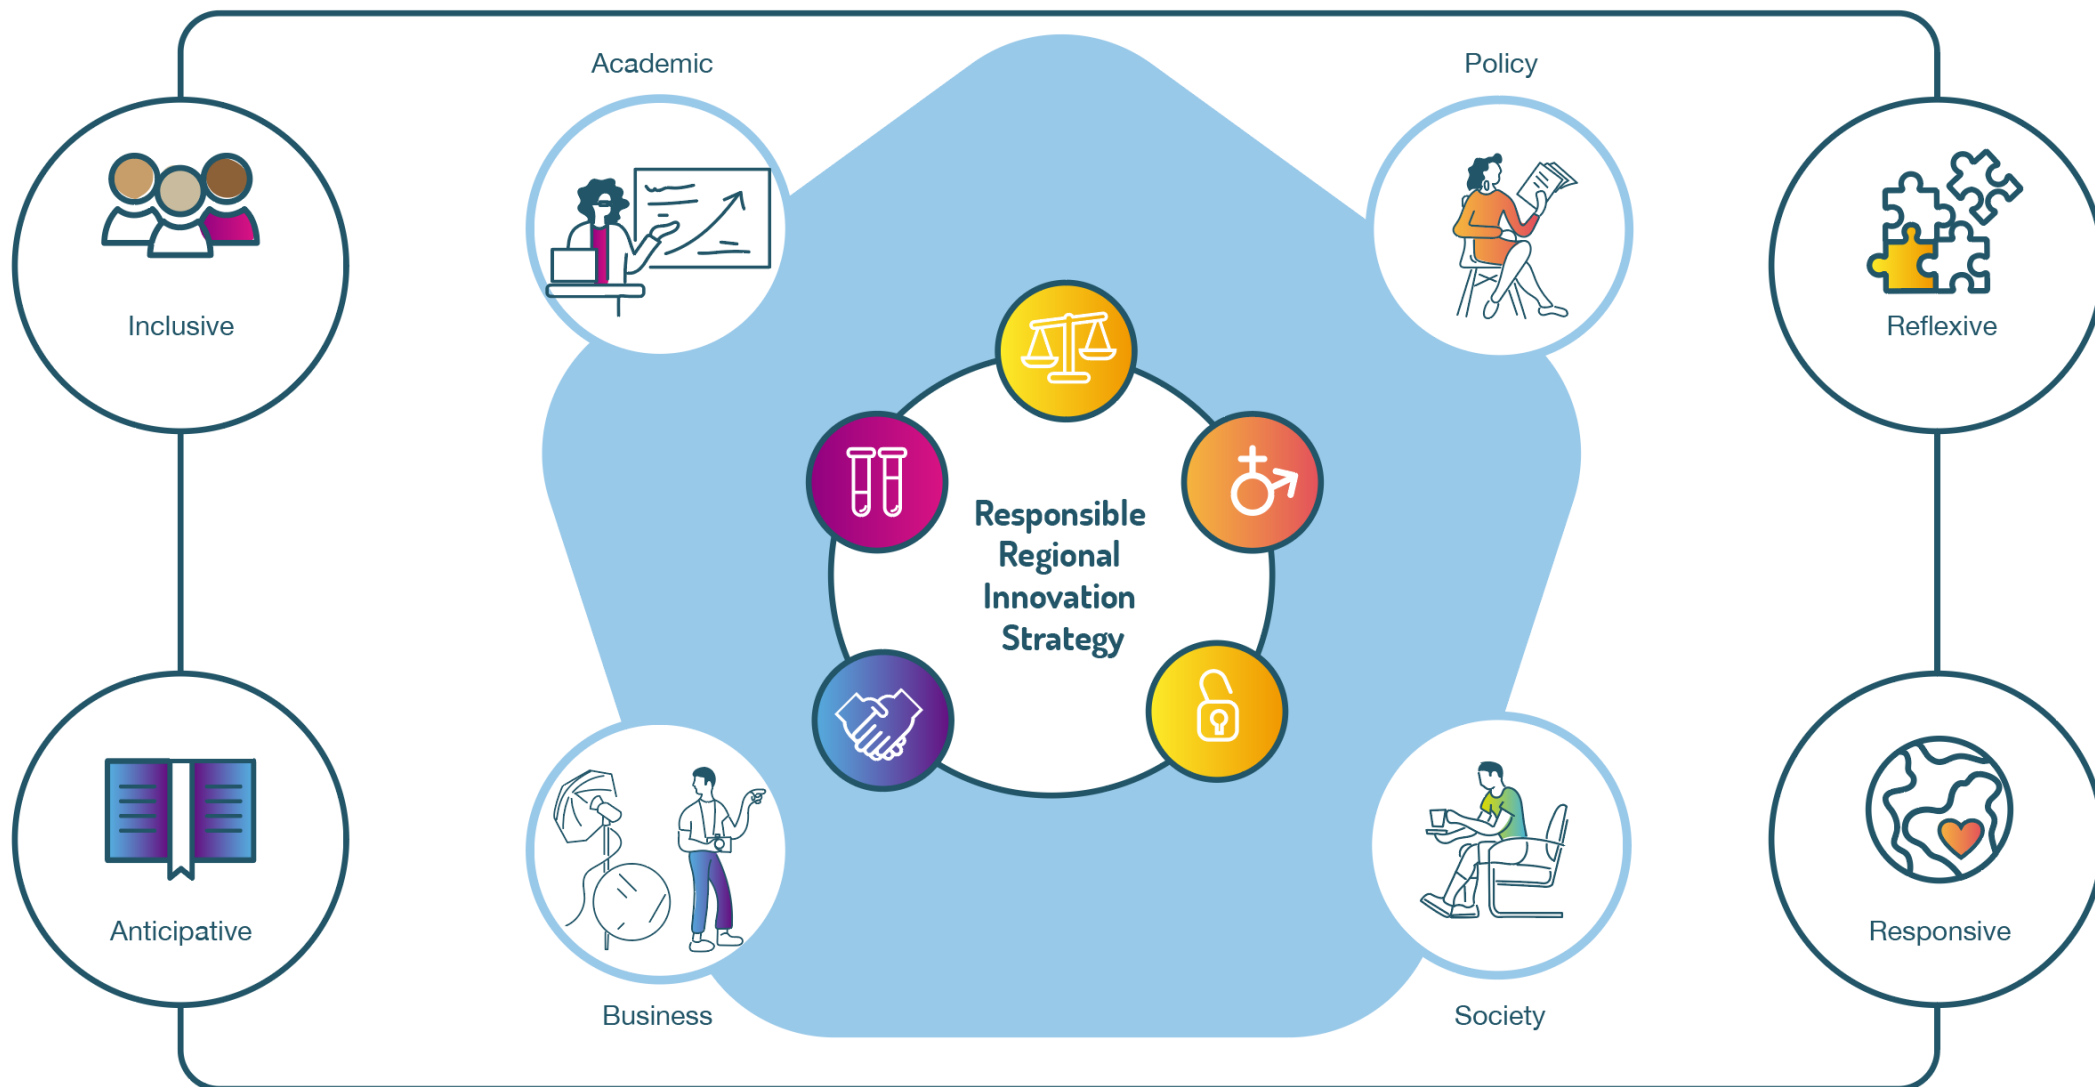 Academic
Policy
Inclusive
Reflexive
Responsible
Regional
Innovation
Strategy
Anticipative
Responsive
Business
Society